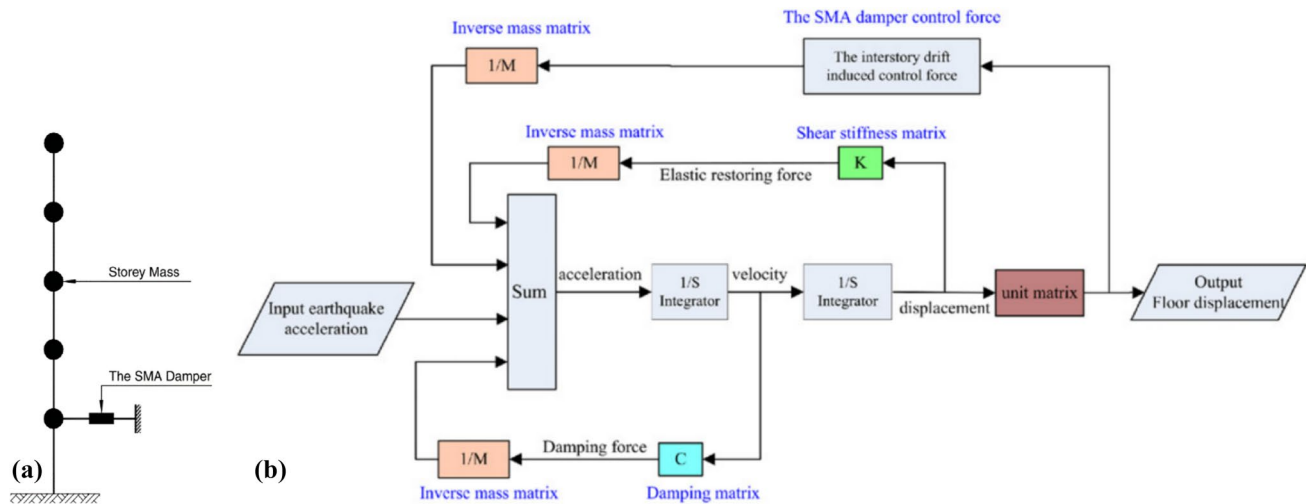 Storey Mass
The SMA Damper
(a)
The SMA damper control force
Inverse mass matrix
1/M
The interstory drift
induced control force
Inverse mass matrix
Shear stiffness matrix
1/M
Elastic restoring force
K
Input earthquake
acceleration
Sum
acceleration
1/S
Integrator
velocity
1/S
Integrator
displacement
unit matrix
Output
Floor displacement
1/M
Damping force
C
Inverse mass matrix
Damping matrix
(b)